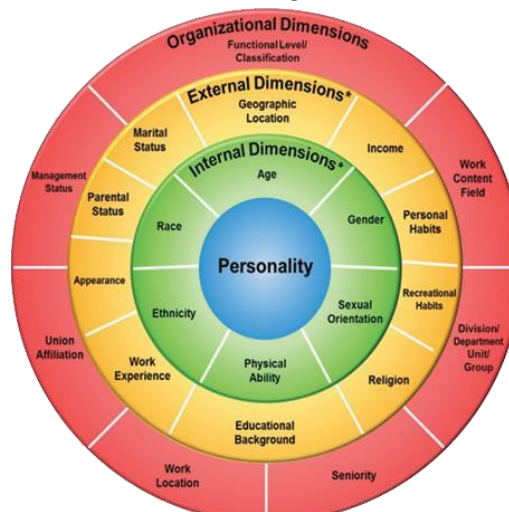 Organizational Dimensions
Functional Level/
Classification
External Dimensions*
Geographic
Location
Marital
Status
Income
Internal Dimensions*
Age
Management
Status
Work
Content
Field
Parental
Status
Personal
Habits
Race
Gender
Personality
Appearance
Recreational
Habits
Ethnicity
Sexual
Orientation
Union
Affiliation
Division/
Department
Unit/
Group
Work
Experience
Physical
Ability
Religion
Educational
Background
Work
Location
Seniority